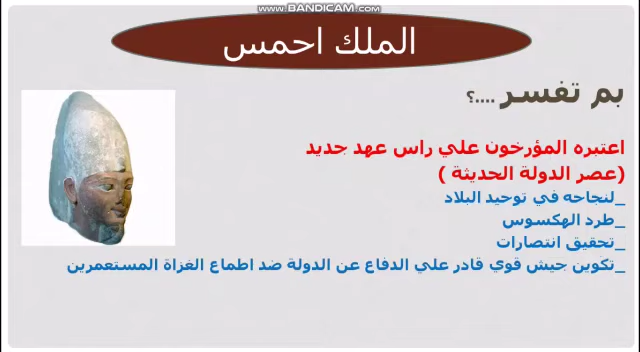 www.BANDICAM.com
الملك احمس
بم تفسر ....؟
اعتبره المؤرخون علي راس عهد جديد
(عصر الدولة الحديثة )
_لنجاحه في توحيد البلاد
_طرد الهكسوس
_تحقيق انتصارات
_تكوين جيش قوي قادر علي الدفاع عن الدولة ضد اطماع الغزاة المستعمرين